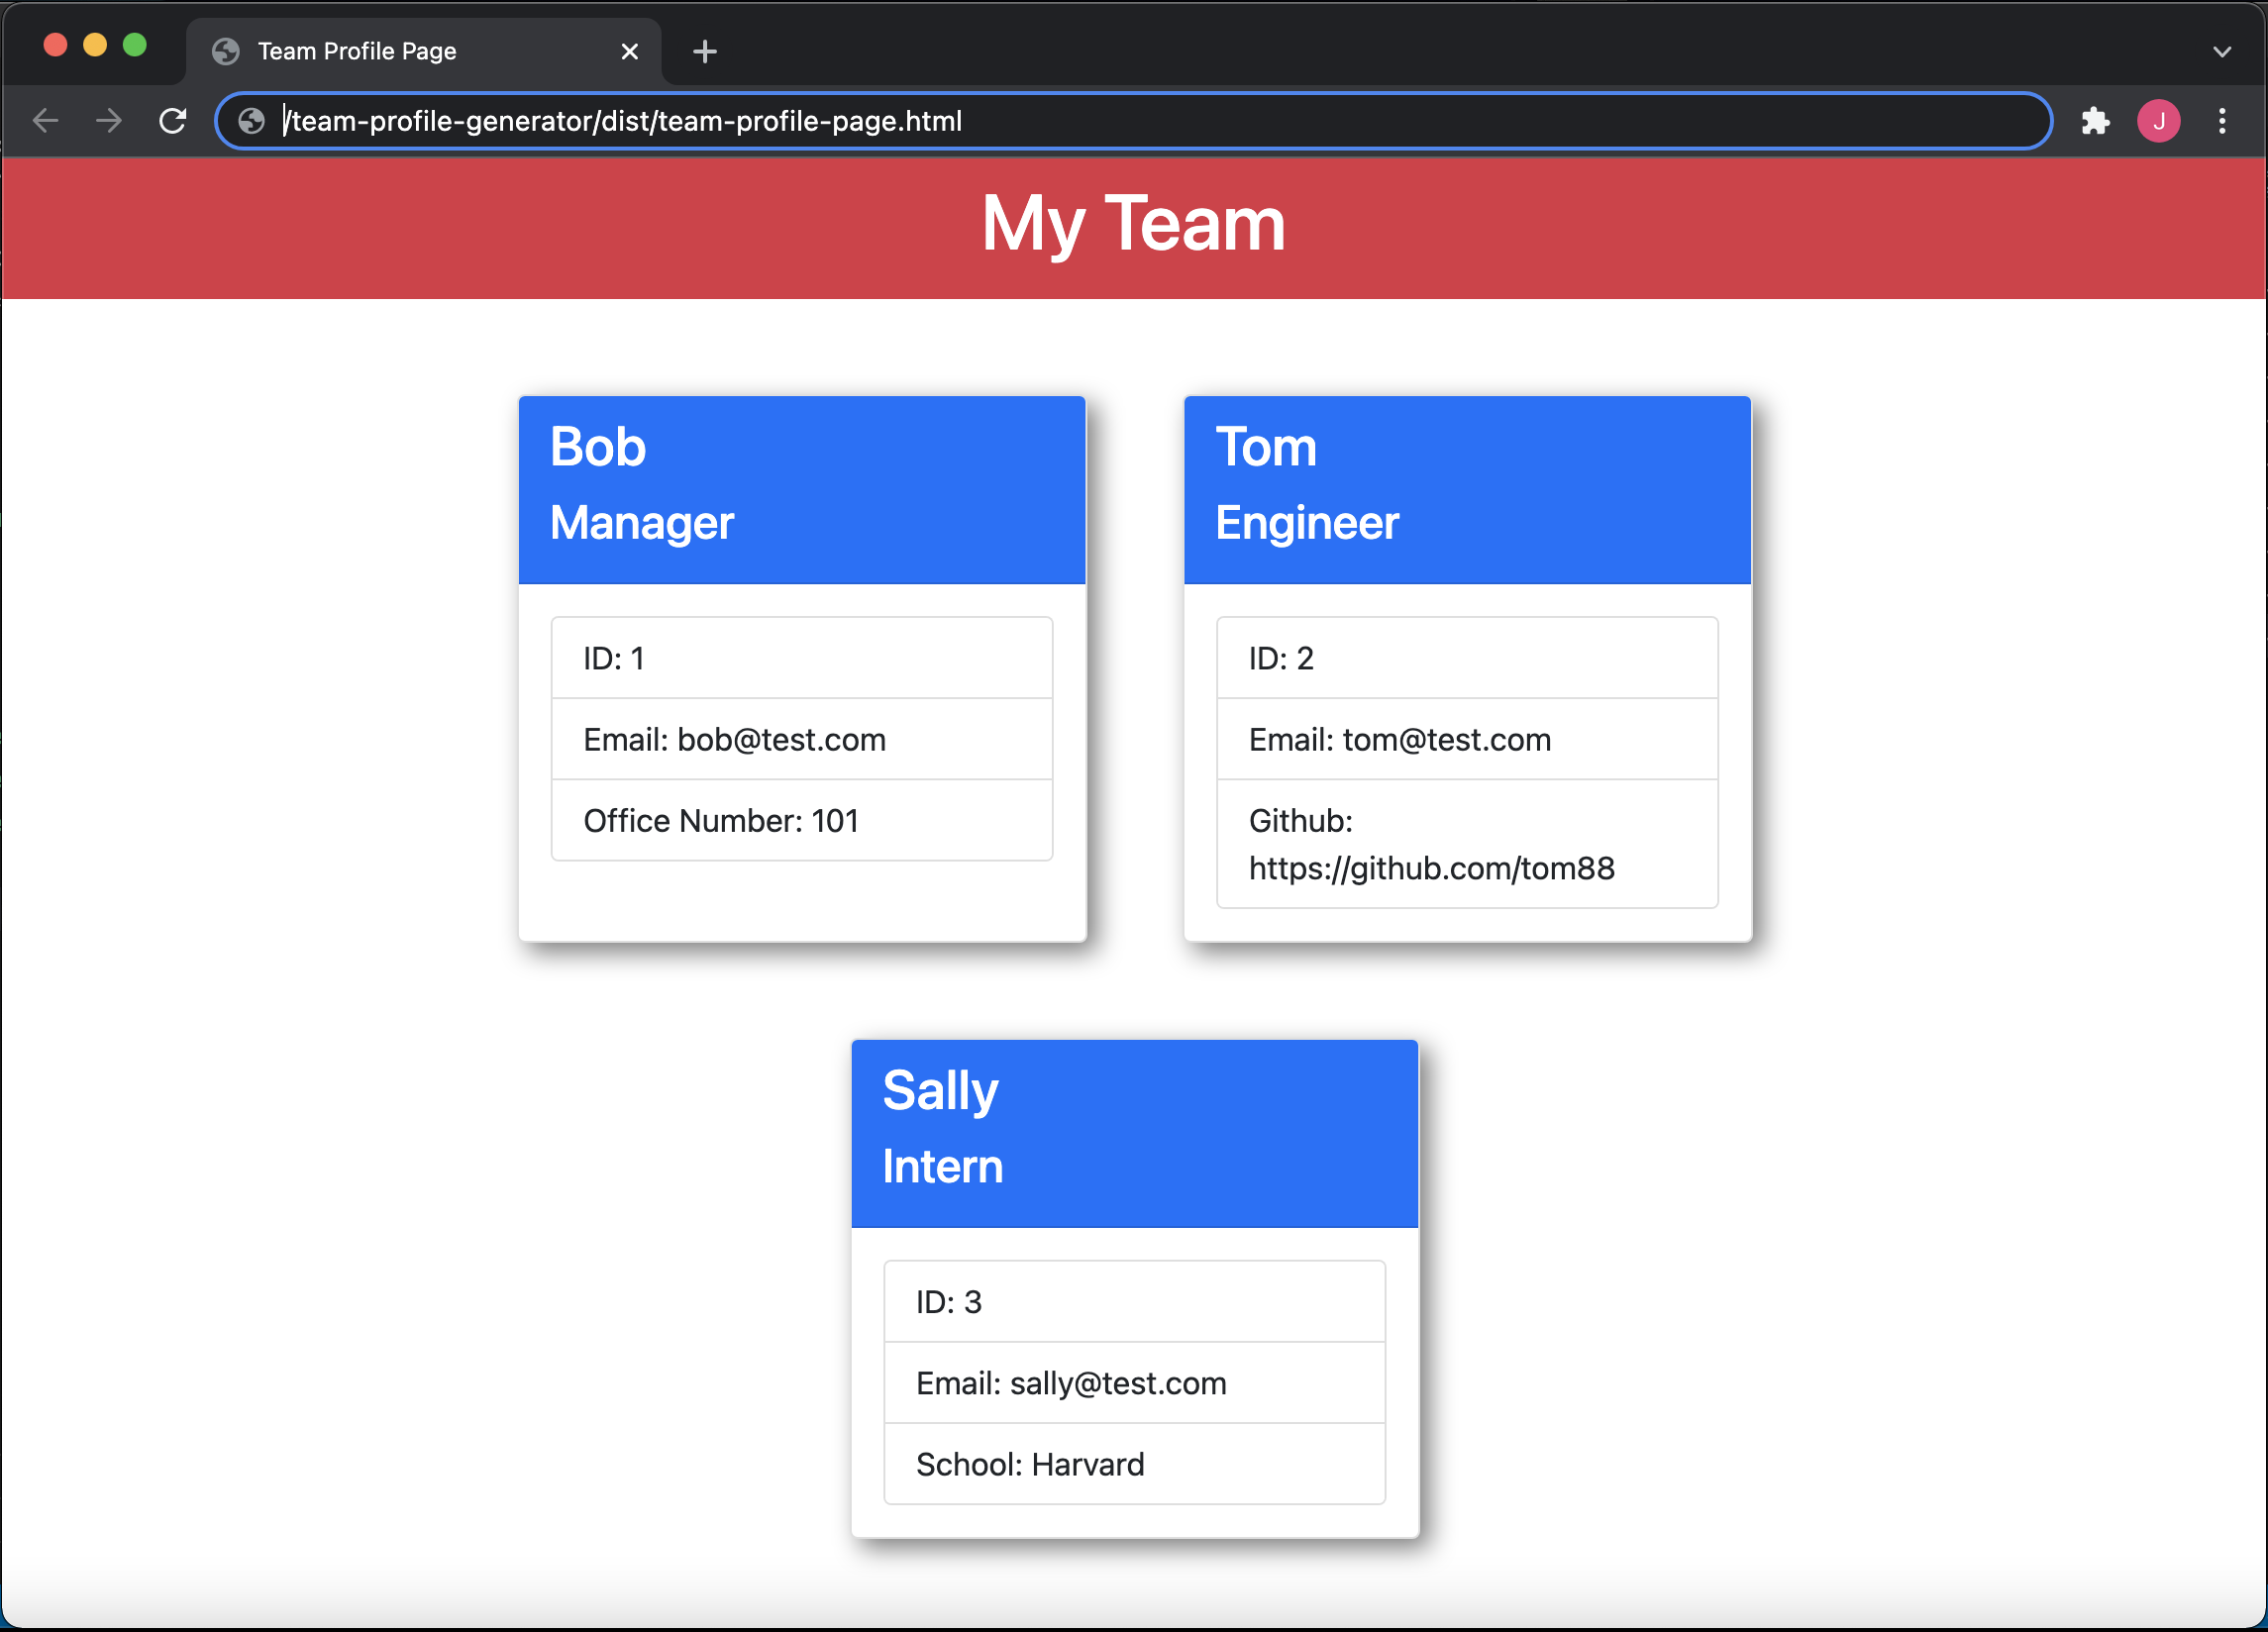 Team Profile Page
/team-profile-generator/dist/team-profile-page.html
J
My Team
Bob
Manager
ID: 1
Email: bob@test.com
Office Number: 101
Tom
Engineer
ID: 2
Email: tom@test.com
Github:
https://github.com/tom88
Sally
Intern
ID: 3
Email: sally@test.com
School: Harvard